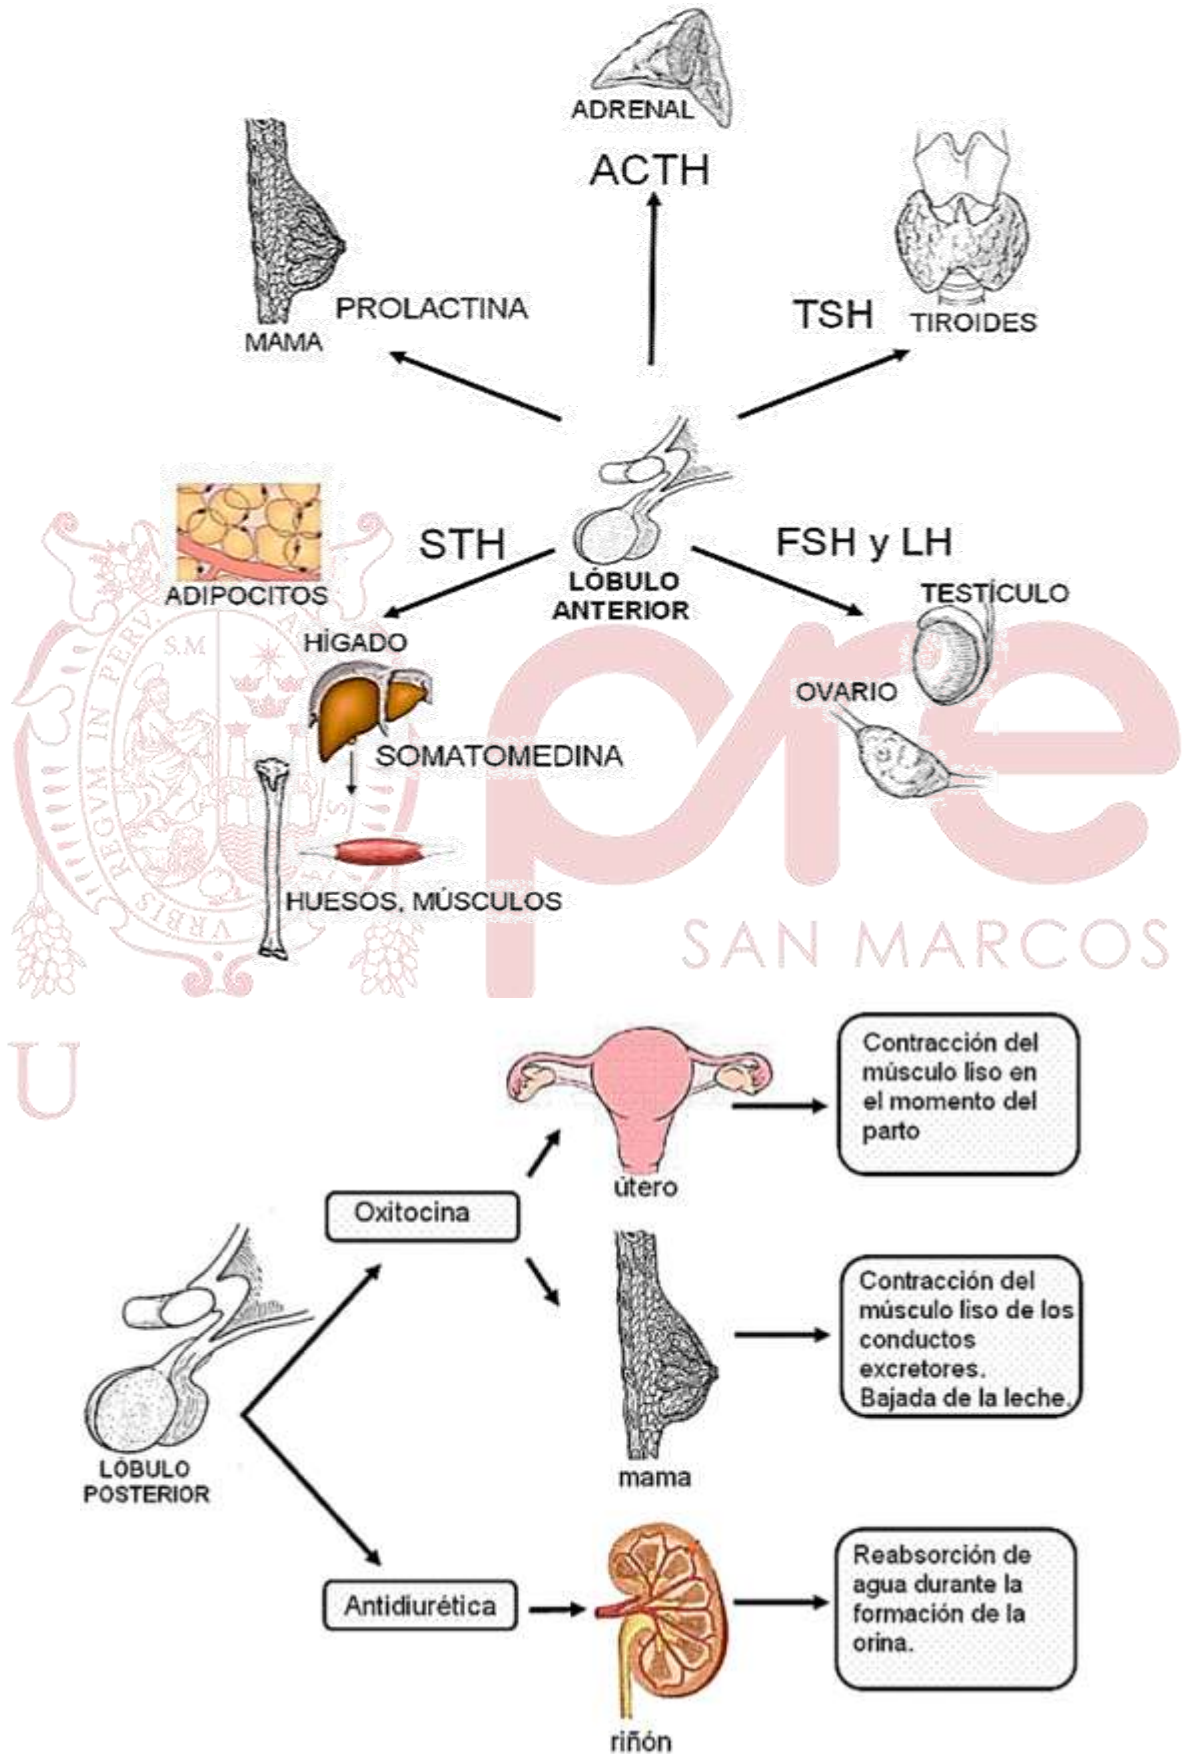 ADRENAL
ACTH
PROLACTINA
MAMA
TSH
TIROIDES
STH
FSH y LH
ADIPOCITOS
LÓBULO
ANTERIOR
TESTÍCULO
HÍGADO
S.M
OVARIO
SOMATOMEDINA
HUESOS, MÚSCULOS
pre
SAN MARCOS
U
Contracción del
músculo liso en
el momento del
parto
útero
Oxitocina
Contracción del
músculo liso de los
conductos
excretores.
Bajada de la leche.
mama
LÓBULO
POSTERIOR
Antidiurética
Reabsorción de
agua durante la
formación de la
orina.
riñón